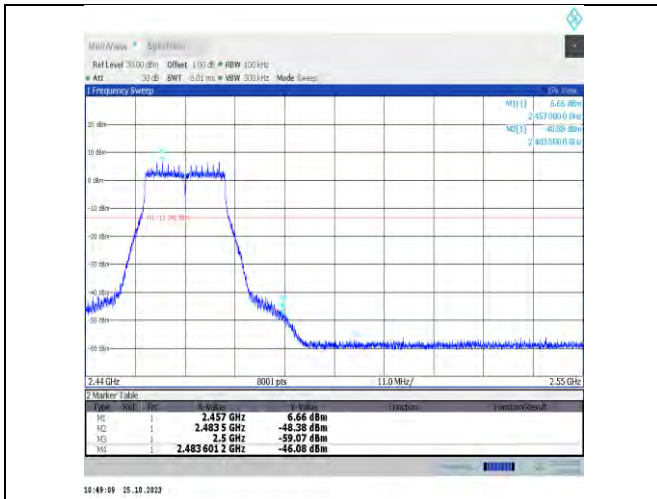 MultiView Spectrum
Ref Level 30.00 dBm Offset 1.00 dB RBW 100 kHz
Att 30 dB SWT 8.01 ms VBW 300 kHz Mode Sweep
1 Frequency Sweep 1Pk View
M1[1] 6.66 dBm
2.457 000 0 GHz
M2[1] -48.38 dBm
2.483 500 0 GHz
20 dBm
10 dBm
0 dBm
-10 dBm
-20 dBm
-30 dBm
-40 dBm
-50 dBm
-60 dBm
2.44 GHz 8001 pts 11.0 MHz/ 2.55 GHz
2 Marker Table
Type Ref Trc X-Value Y-Value Function Function Result
M1 1 2.457 GHz 6.66 dBm
M2 1 2.483 5 GHz -48.38 dBm
M3 1 2.5 GHz -59.07 dBm
M4 1 2.483 601 2 GHz -46.08 dBm
10:49:09 25.10.2023